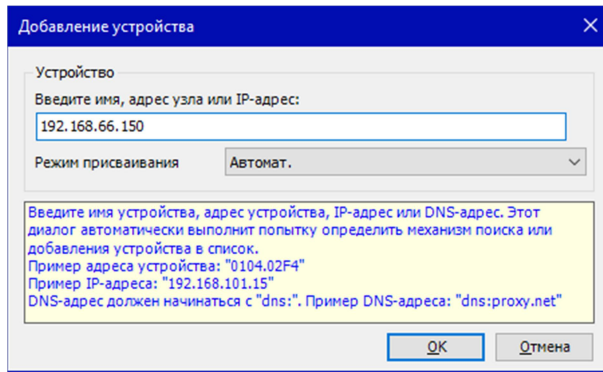 Добавление устройства
Устройство
Введите имя, адрес узла или IP-адрес:
192.168.66.150
Режим присваивания Автомат.
Введите имя устройства, адрес устройства, IP-адрес или DNS-адрес. Этот
диалог автоматически выполнит попытку определить механизм поиска или
добавления устройства в список.
Пример адреса устройства: "0104.02F4"
Пример IP-адреса: "192.168.101.15"
DNS-адрес должен начинаться с "dns:". Пример DNS-адреса: "dns:proxy.net"
OK Отмена